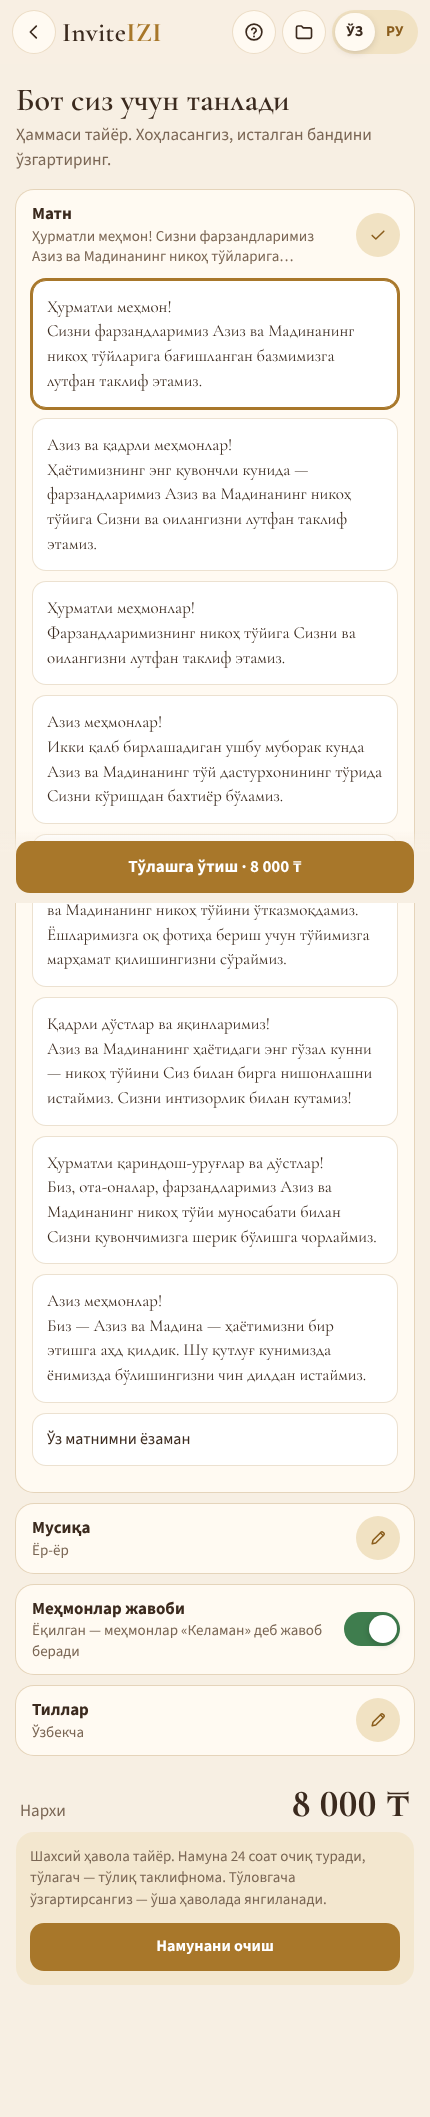 InviteIZI
ЎЗ
РУ
Бот сиз учун танлади
Ҳаммаси тайёр. Хоҳласангиз, исталган бандини
ўзгартиринг.
Матн
Ҳурматли меҳмон! Сизни фарзандларимиз
Азиз ва Мадинанинг никоҳ тўйларига…
Ҳурматли меҳмон!
Сизни фарзандларимиз Азиз ва Мадинанинг
никоҳ тўйларига бағишланган базмимизга
лутфан таклиф этамиз.
Азиз ва қадрли меҳмонлар!
Ҳаётимизнинг энг қувончли кунида —
фарзандларимиз Азиз ва Мадинанинг никоҳ
тўйига Сизни ва оилангизни лутфан таклиф
этамиз.
Ҳурматли меҳмонлар!
Фарзандларимизнинг никоҳ тўйига Сизни ва
оилангизни лутфан таклиф этамиз.
Азиз меҳмонлар!
Икки қалб бирлашадиган ушбу муборак кунда
Азиз ва Мадинанинг тўй дастурхонининг тўрида
Сизни кўришдан бахтиёр бўламиз.
Тўлашга ўтиш · 8 000 ₸
ва Мадинанинг никоҳ тўйини ўтказмоқдамиз.
Ёшларимизга оқ фотиҳа бериш учун тўйимизга
марҳамат қилишингизни сўраймиз.
Қадрли дўстлар ва яқинларимиз!
Азиз ва Мадинанинг ҳаётидаги энг гўзал кунни
— никоҳ тўйини Сиз билан бирга нишонлашни
истаймиз. Сизни интизорлик билан кутамиз!
Ҳурматли қариндош-уруғлар ва дўстлар!
Биз, ота-оналар, фарзандларимиз Азиз ва
Мадинанинг никоҳ тўйи муносабати билан
Сизни қувончимизга шерик бўлишга чорлаймиз.
Азиз меҳмонлар!
Биз — Азиз ва Мадина — ҳаётимизни бир
этишга аҳд қилдик. Шу қутлуғ кунимизда
ёнимизда бўлишингизни чин дилдан истаймиз.
Ўз матнимни ёзаман
Мусиқа
Ёр-ёр
Меҳмонлар жавоби
Ёқилган — меҳмонлар «Келаман» деб жавоб
беради
Тиллар
Ўзбекча
Нархи
8 000 ₸
Шахсий ҳавола тайёр. Намуна 24 соат очиқ туради,
тўлагач — тўлиқ таклифнома. Тўловгача
ўзгартирсангиз — ўша ҳаволада янгиланади.
Намунани очиш